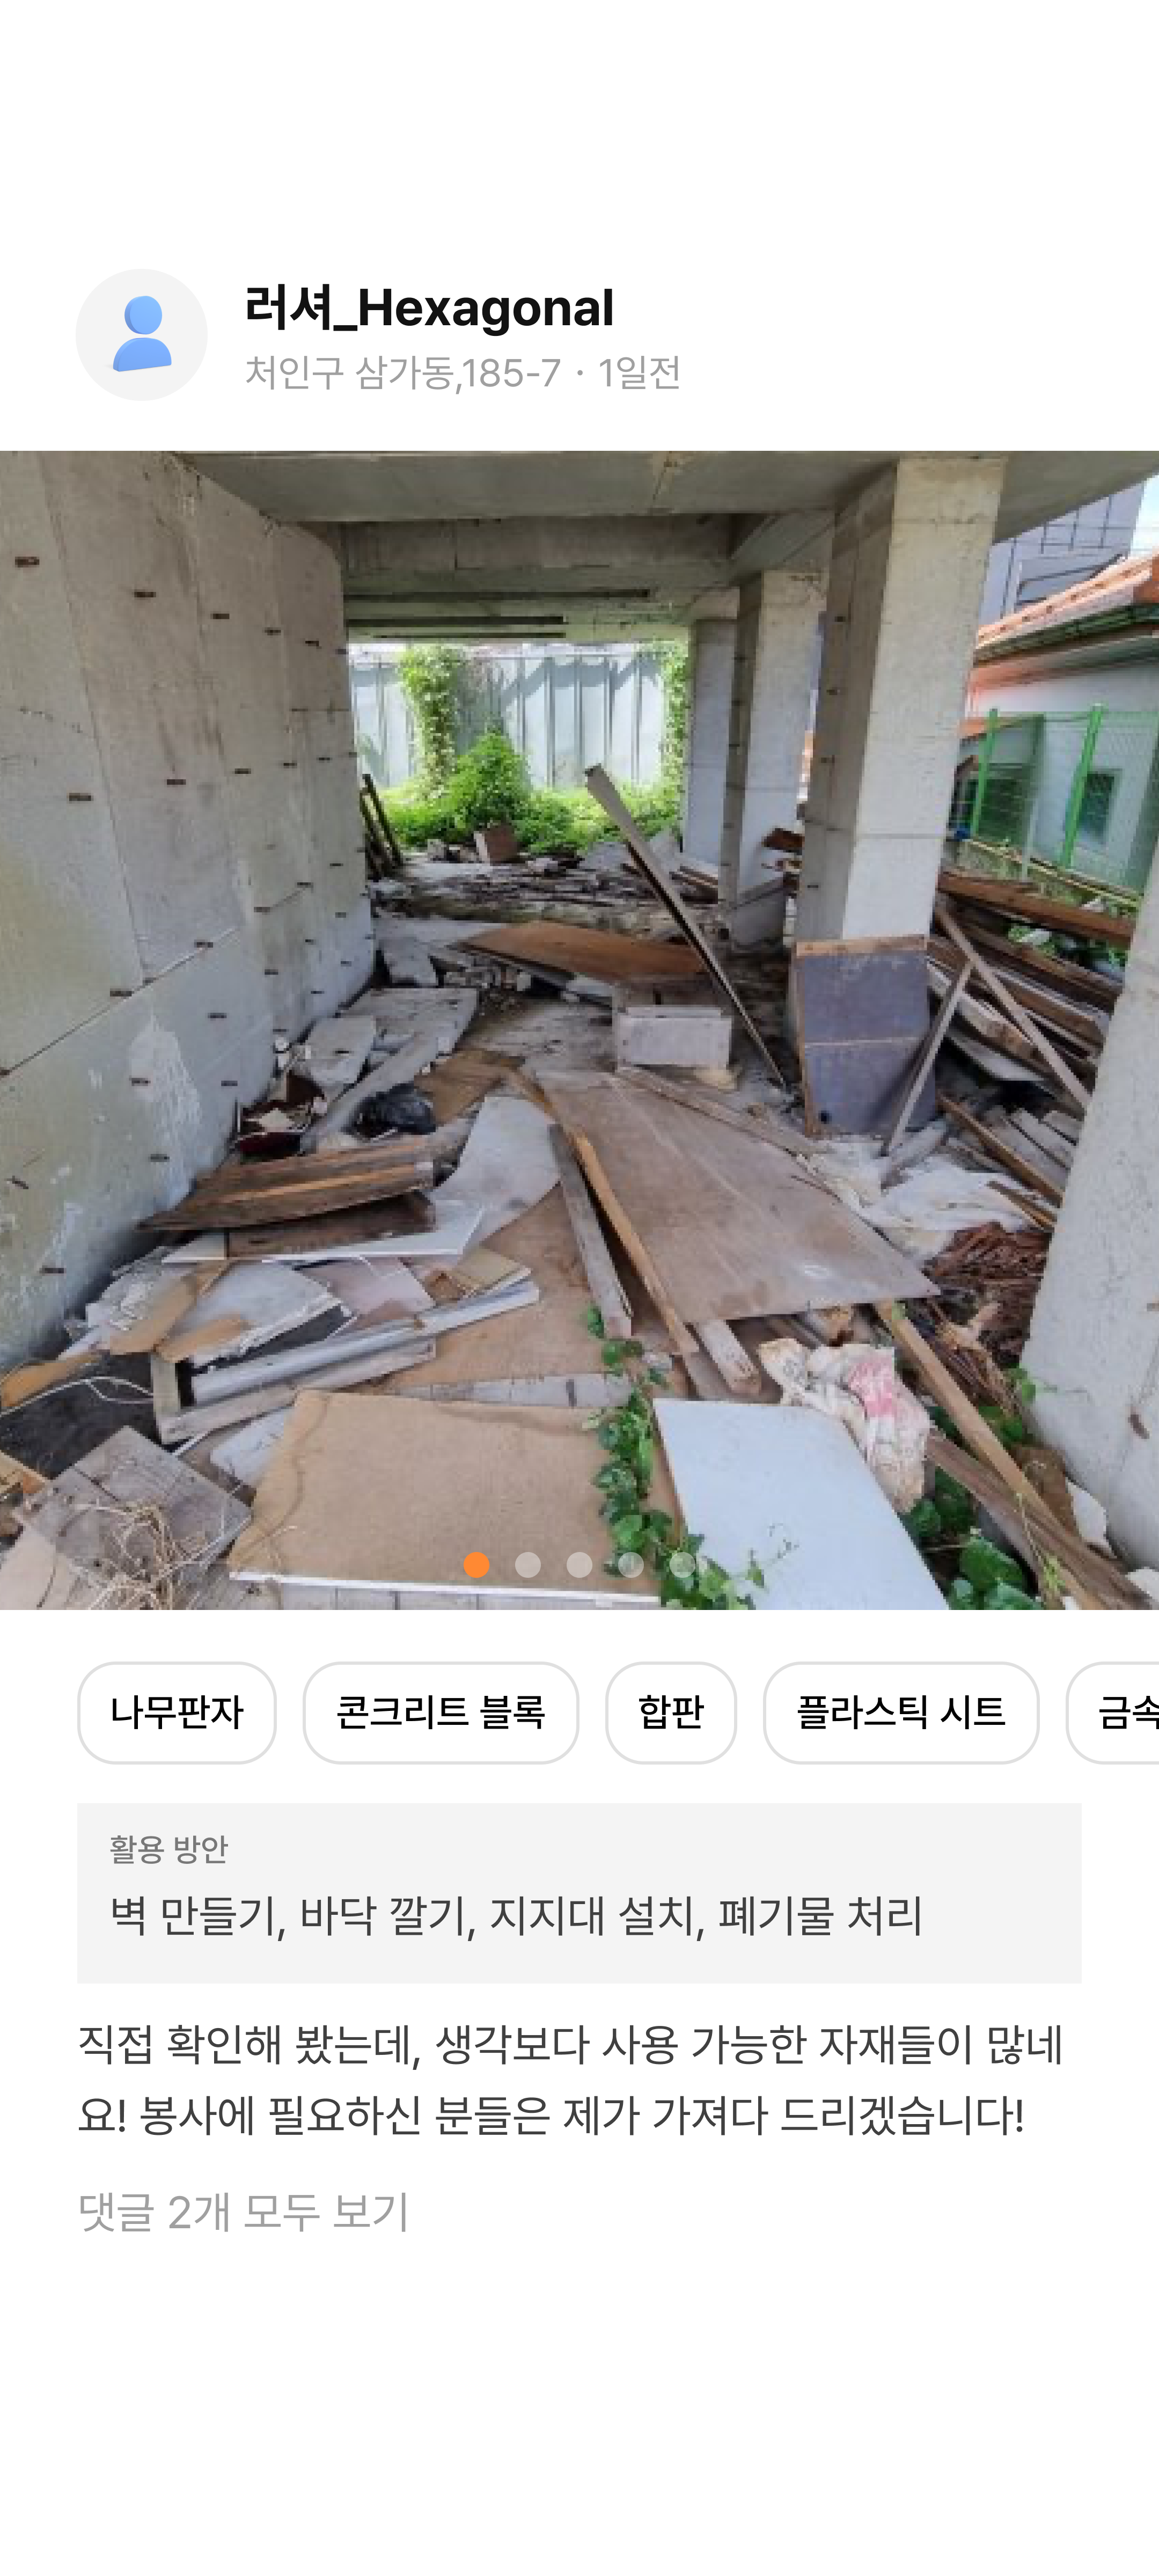 러셔_Hexagonal
처인구 삼가동,185-7 · 1일전
나무판자
콘크리트 블록
합판
플라스틱 시트
금속
활용 방안
벽 만들기, 바닥 깔기, 지지대 설치, 폐기물 처리
직접 확인해 봤는데, 생각보다 사용 가능한 자재들이 많네
요! 봉사에 필요하신 분들은 제가 가져다 드리겠습니다!
댓글 2개 모두 보기